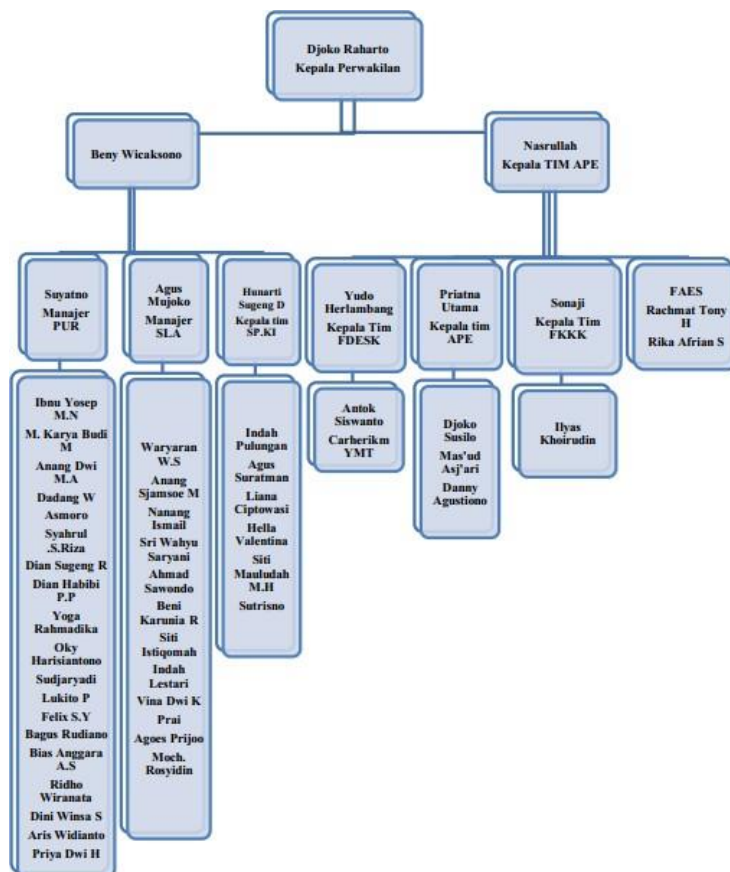 Djoko Raharto
Kepala Perwakilan
Beny Wicaksono
Nasrullah
Kepala TIM APE
Suyatno
Manajer
PUR
Agus
Mujoko
Manajer
SLA
Hunarti
Sugeng D
Kepala tim
SP.KI
Yudo
Herlambang
Kepala Tim
FDESK
Priatna
Utama
Kepala tim
APE
Sonaji
Kepala Tim
FKKK
FAES
Rachmat Tony
H
Rika Afrian S
Ibnu Yosep
M.N
M. Karya Budi
M
Anang Dwi
M.A
Dadang W
Asmoro
Syahrul
.S.Riza
Dian Sugeng R
Dian Habibi
P.P
Yoga
Rahmadika
Oky
Harisiantono
Sudjaryadi
Lukito P
Felix S.Y
Bagus Rudiano
Bias Anggara
A.S
Ridho
Wiranata
Dini Winsa S
Aris Widianto
Priya Dwi H
Waryaran
W.S
Anang
Sjamsoe M
Nanang
Ismail
Sri Wahyu
Saryani
Ahmad
Sawondo
Beni
Karunia R
Siti
Istiqomah
Indah
Lestari
Vina Dwi K
Prai
Agoes Prijoo
Moch.
Rosyidin
Indah
Pulungan
Agus
Suratman
Liana
Ciptowasi
Hella
Valentina
Siti
Mauludah
M.H
Sutrisno
Antok
Siswanto
Carherikm
YMT
Djoko
Susilo
Mas'ud
Asj'ari
Danny
Agustiono
Ilyas
Khoirudin